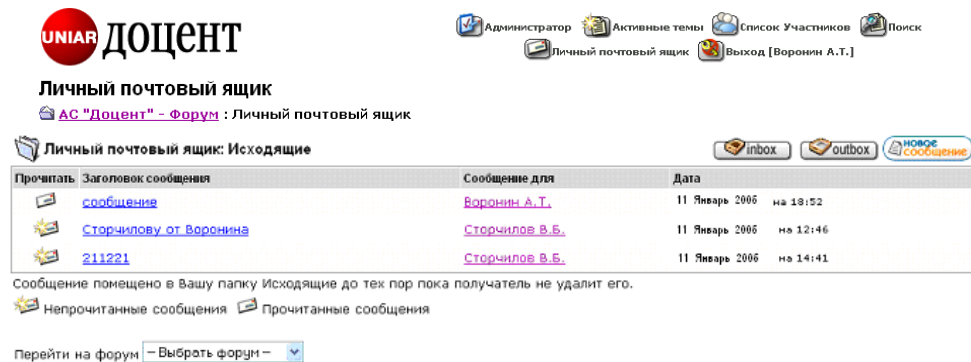 UNIAR ДОЦЕНТ
Администратор Активные темы Список Участников Поиск
Личный почтовый ящик Выход [Воронин А.Т.]
Личный почтовый ящик
АС "Доцент" - Форум : Личный почтовый ящик
Личный почтовый ящик: Исходящие inbox outbox НОВОЕ СООБЩЕНИЕ
Прочитать Заголовок сообщения Сообщение для Дата
сообщение Воронин А.Т. 11 Январь 2006 на 18:52
Сторчилову от Воронина Сторчилов В.Б. 11 Январь 2006 на 12:46
211221 Сторчилов В.Б. 11 Январь 2006 на 14:41
Сообщение помещено в Вашу папку Исходящие до тех пор пока получатель не удалит его.
Непрочитанные сообщения Прочитанные сообщения
Перейти на форум -- Выбрать форум --